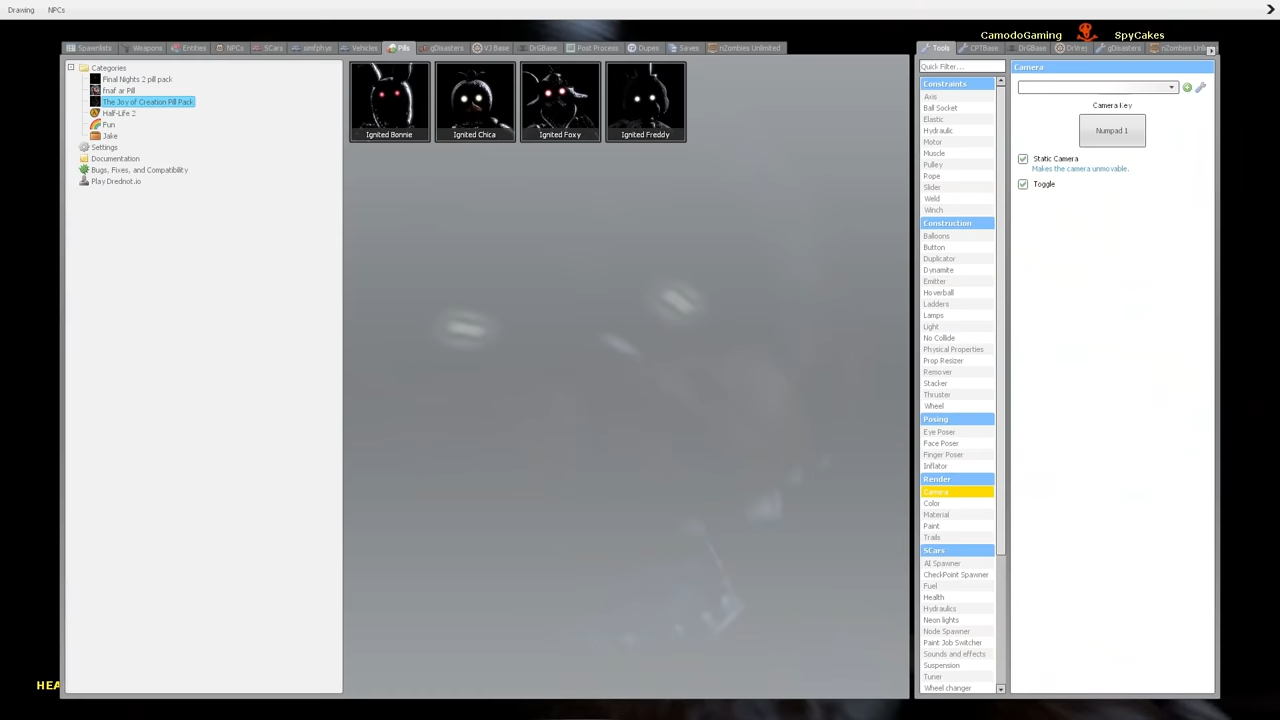 Drawing NPCs
CamodoGaming SpyCakes
Spawnlists Weapons Entities NPCs SCars simfphys Vehicles Pills gDisasters VJ Base DrGBase Post Process Dupes Saves nZombies Unlimited
Categories
Final Nights 2 pill pack
fnaf ar Pill
The Joy of Creation Pill Pack
Half-Life 2
Fun
Jake
Settings
Documentation
Bugs, Fixes, and Compatibility
Play Drednot.io
Ignited Bonnie Ignited Chica Ignited Foxy Ignited Freddy
HEA
Tools CPTBase DrGBase DrVrej gDisasters nZombies Un
Quick Filter...
Constraints
Axis
Ball Socket
Elastic
Hydraulic
Motor
Muscle
Pulley
Rope
Slider
Weld
Winch
Construction
Balloons
Button
Duplicator
Dynamite
Emitter
Hoverball
Ladders
Lamps
Light
No Collide
Physical Properties
Prop Resizer
Remover
Stacker
Thruster
Wheel
Posing
Eye Poser
Face Poser
Finger Poser
Inflator
Render
Camera
Color
Material
Paint
Trails
SCars
AI Spawner
CheckPoint Spawner
Fuel
Health
Hydraulics
Neon lights
Node Spawner
Paint Job Switcher
Sounds and effects
Suspension
Tuner
Wheel changer
Camera
Camera Key
Numpad 1
Static Camera
Makes the camera unmovable.
Toggle